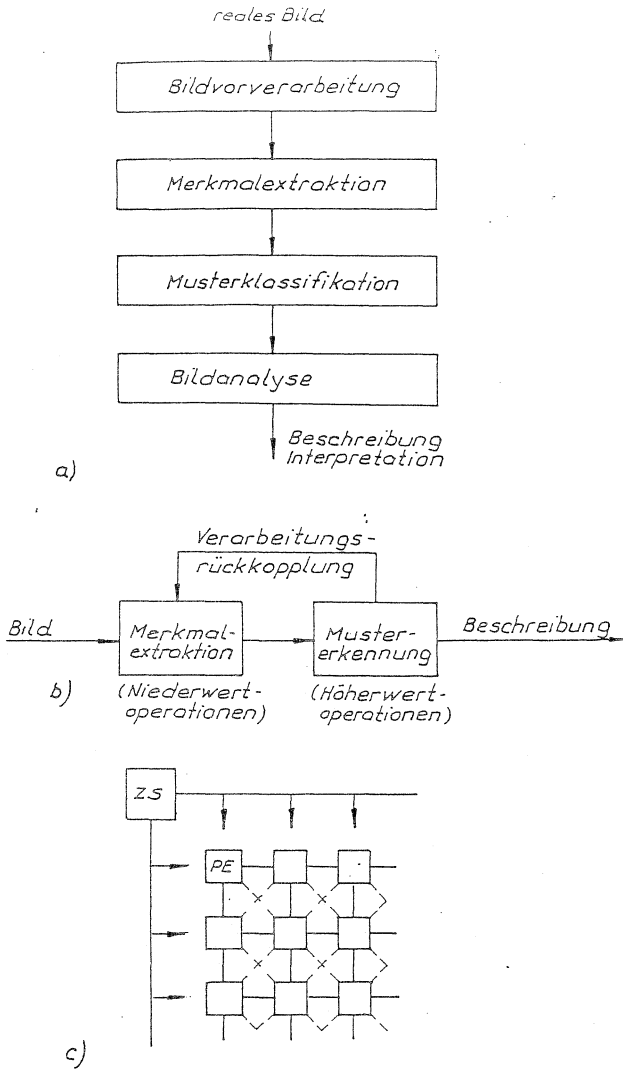 reales Bild
Bildvorverarbeitung
Merkmalextraktion
Musterklassifikation
Bildanalyse
Beschreibung
Interpretation
a)
Verarbeitungs-
rückkopplung
Bild
Merkmal-
extraktion
Muster-
erkennung
Beschreibung
b)
(Niederwert-
operationen)
(Höherwert-
operationen)
ZS
PE
c)